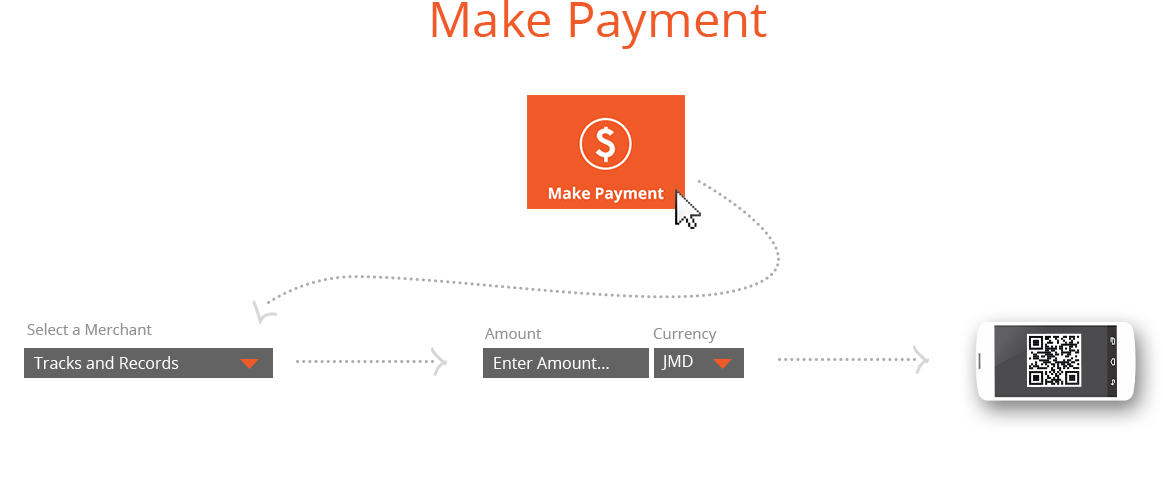 Make Payment
$
Make Payment
Select a Merchant
Tracks and Records
Amount
Enter Amount...
Currency
JMD